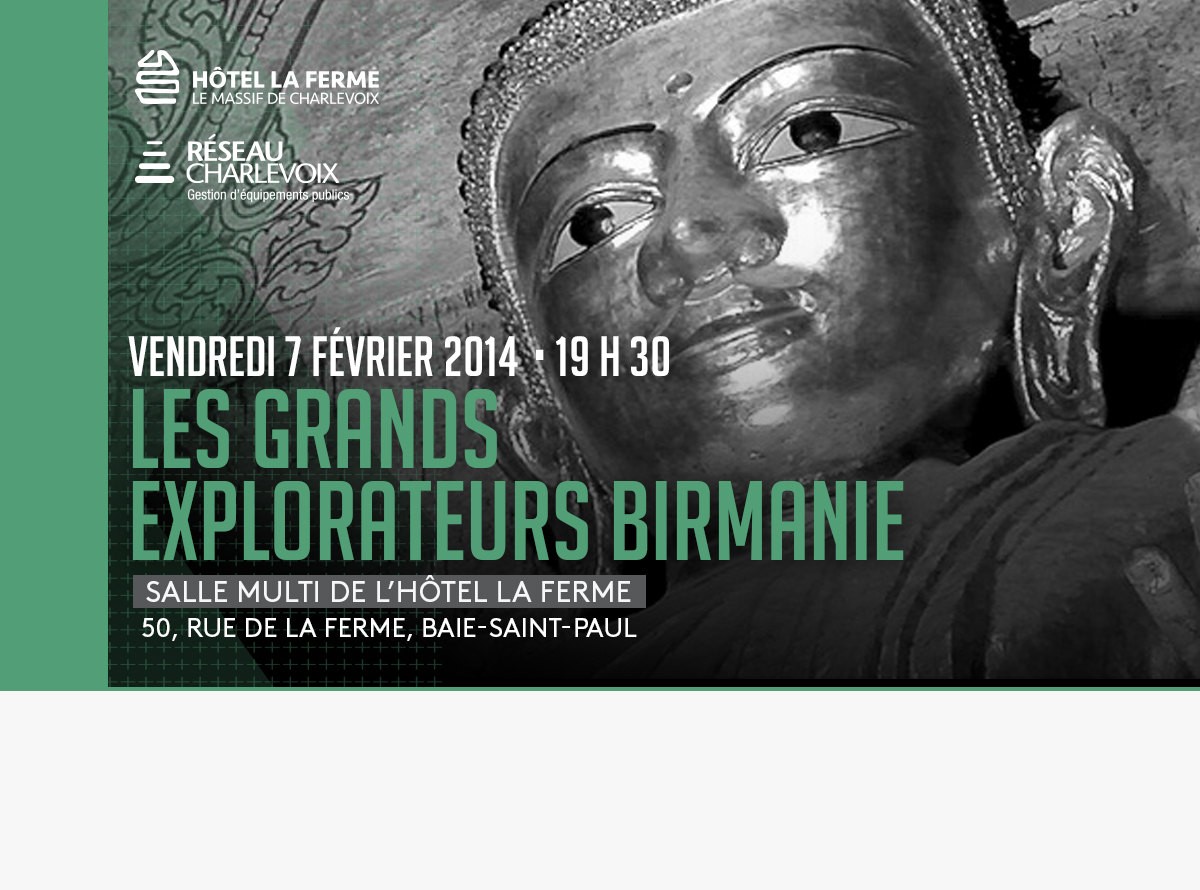 HÔTEL LA FERME
LE MASSIF DE CHARLEVOIX
RÉSEAU
CHARLEVOIX
Gestion d'équipements publics
VENDREDI 7 FÉVRIER 2014 ▪ 19 H 30
LES GRANDS
EXPLORATEURS BIRMANIE
SALLE MULTI DE L'HÔTEL LA FERME
50, RUE DE LA FERME, BAIE-SAINT-PAUL